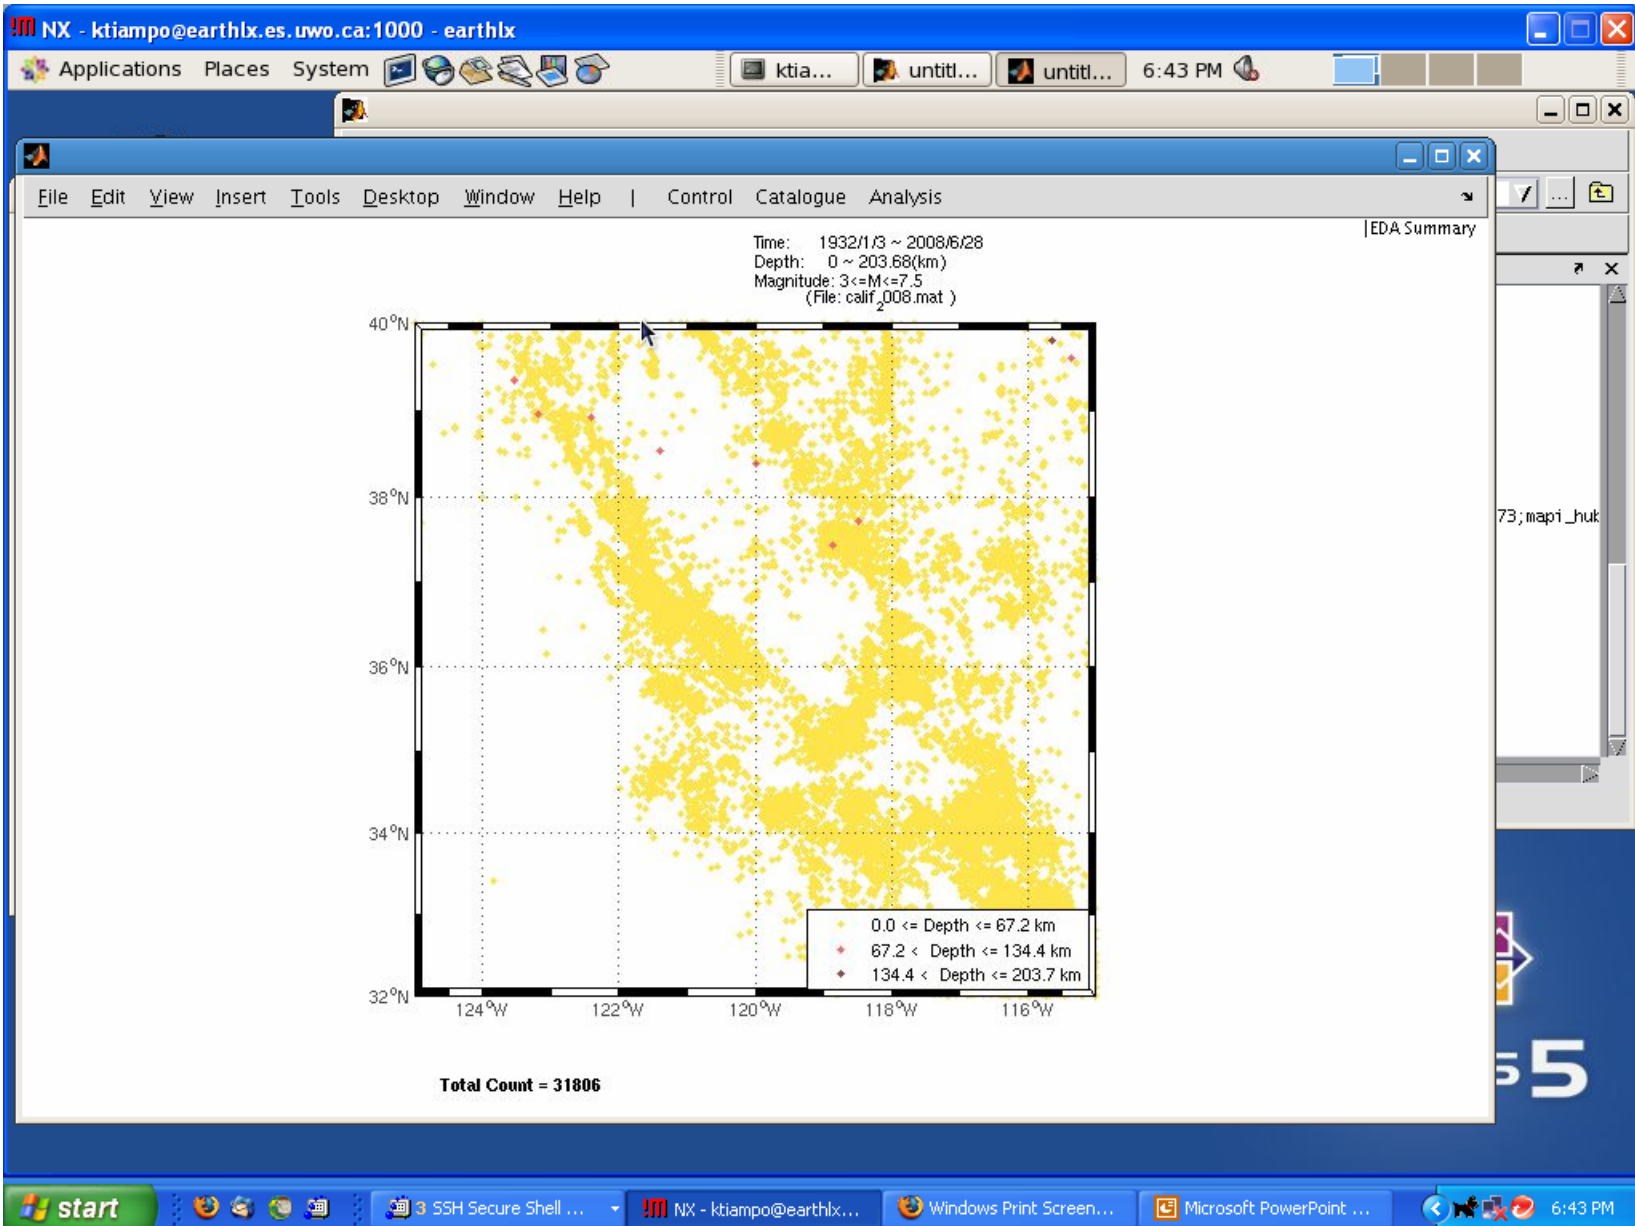 NX - ktiampo@earthlx.es.uwo.ca:1000 - earthlx
Applications Places System ktia... untitl... untitl... 6:43 PM
File Edit View Insert Tools Desktop Window Help | Control Catalogue Analysis
...
|EDA Summary
Time: 1932/1/3 ~ 2008/6/28
Depth: 0 ~ 203.68(km)
Magnitude: 3<=M<=7.5
(File: calif₂008.mat )
40°N
38°N
73;mapi_hub
36°N
34°N
0.0 <= Depth <= 67.2 km
67.2 < Depth <= 134.4 km
134.4 < Depth <= 203.7 km
32°N
124°W 122°W 120°W 118°W 116°W
5
Total Count = 31806
start 3 SSH Secure Shell ... NX - ktiampo@earthlx... Windows Print Screen... Microsoft PowerPoint ... 6:43 PM